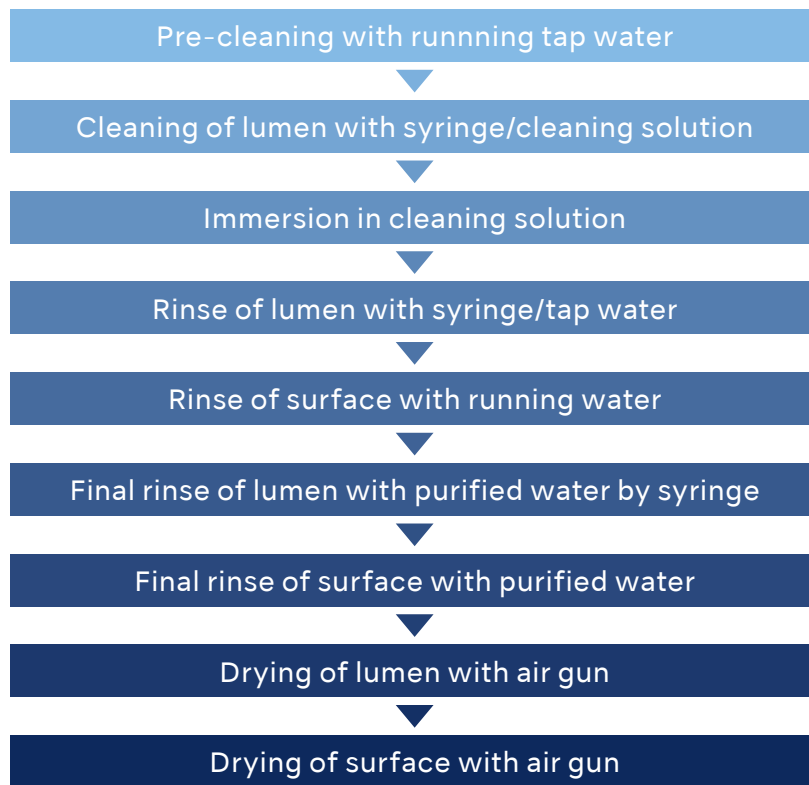 Pre-cleaning with runnning tap water
Cleaning of lumen with syringe/cleaning solution
Immersion in cleaning solution
Rinse of lumen with syringe/tap water
Rinse of surface with running water
Final rinse of lumen with purified water by syringe
Final rinse of surface with purified water
Drying of lumen with air gun
Drying of surface with air gun